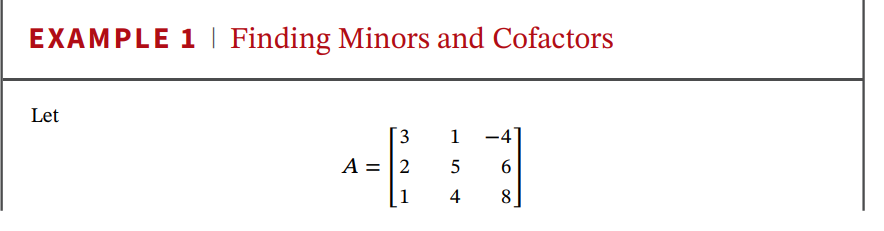 EXAMPLE 1 | Finding Minors and Cofactors
Let
A = [3 1 −4
2 5 6
1 4 8]